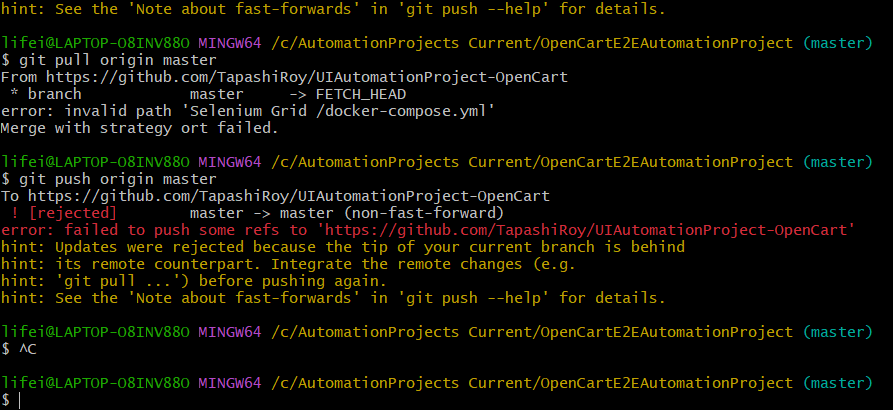 hint: See the 'Note about fast-forwards' in 'git push --help' for details.
lifei@LAPTOP-O8INV88O MINGW64 /c/AutomationProjects Current/OpenCartE2EAutomationProject (master)
$ git pull origin master
From https://github.com/TapashiRoy/UIAutomationProject-OpenCart
 * branch            master     -> FETCH_HEAD
error: invalid path 'Selenium Grid /docker-compose.yml'
Merge with strategy ort failed.
lifei@LAPTOP-O8INV88O MINGW64 /c/AutomationProjects Current/OpenCartE2EAutomationProject (master)
$ git push origin master
To https://github.com/TapashiRoy/UIAutomationProject-OpenCart
 ! [rejected]        master -> master (non-fast-forward)
error: failed to push some refs to 'https://github.com/TapashiRoy/UIAutomationProject-OpenCart'
hint: Updates were rejected because the tip of your current branch is behind
hint: its remote counterpart. Integrate the remote changes (e.g.
hint: 'git pull ...') before pushing again.
hint: See the 'Note about fast-forwards' in 'git push --help' for details.
lifei@LAPTOP-O8INV88O MINGW64 /c/AutomationProjects Current/OpenCartE2EAutomationProject (master)
$ ^C
lifei@LAPTOP-O8INV88O MINGW64 /c/AutomationProjects Current/OpenCartE2EAutomationProject (master)
$